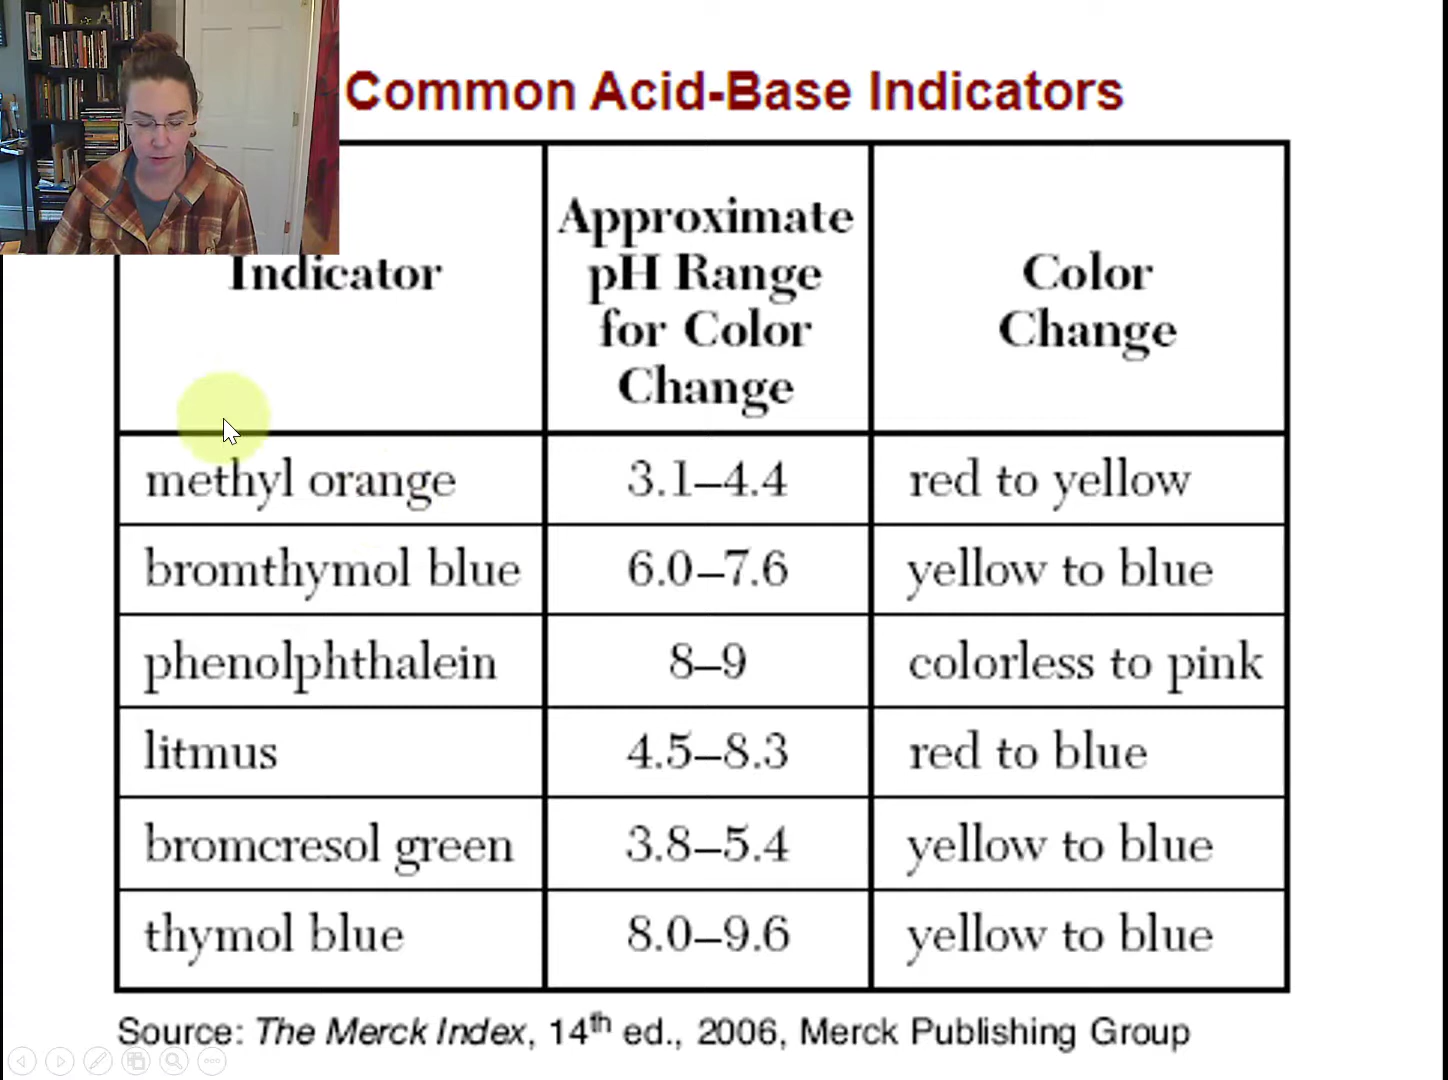 Common Acid-Base Indicators
Indicator
Approximate
pH Range
for Color
Change
Color
Change
methyl orange 3.1–4.4 red to yellow
bromthymol blue 6.0–7.6 yellow to blue
phenolphthalein 8–9 colorless to pink
litmus 4.5–8.3 red to blue
bromcresol green 3.8–5.4 yellow to blue
thymol blue 8.0–9.6 yellow to blue
Source: The Merck Index, 14th ed., 2006, Merck Publishing Group